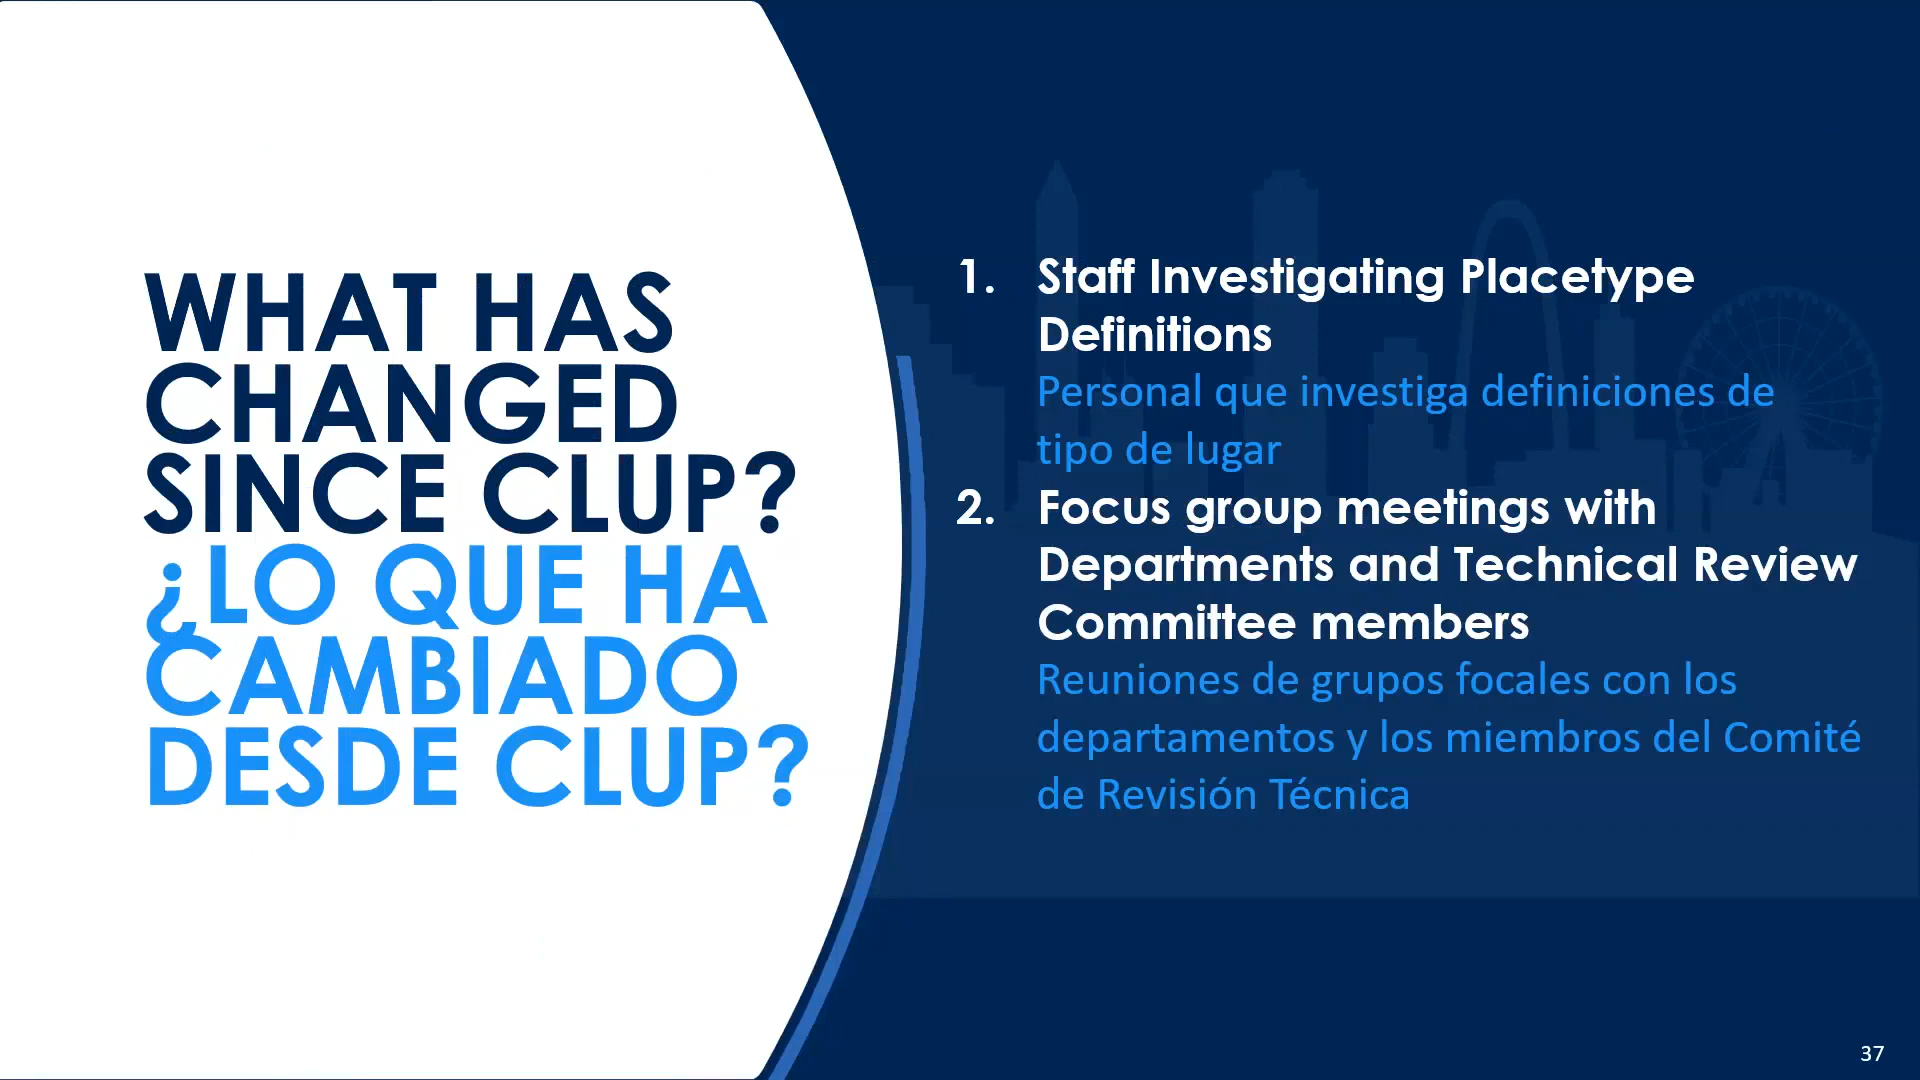 WHAT HAS
CHANGED
SINCE CLUP?
¿LO QUE HA
CAMBIADO
DESDE CLUP?
1. Staff Investigating Placetype
Definitions
Personal que investiga definiciones de
tipo de lugar
2. Focus group meetings with
Departments and Technical Review
Committee members
Reuniones de grupos focales con los
departamentos y los miembros del Comité
de Revisión Técnica
37